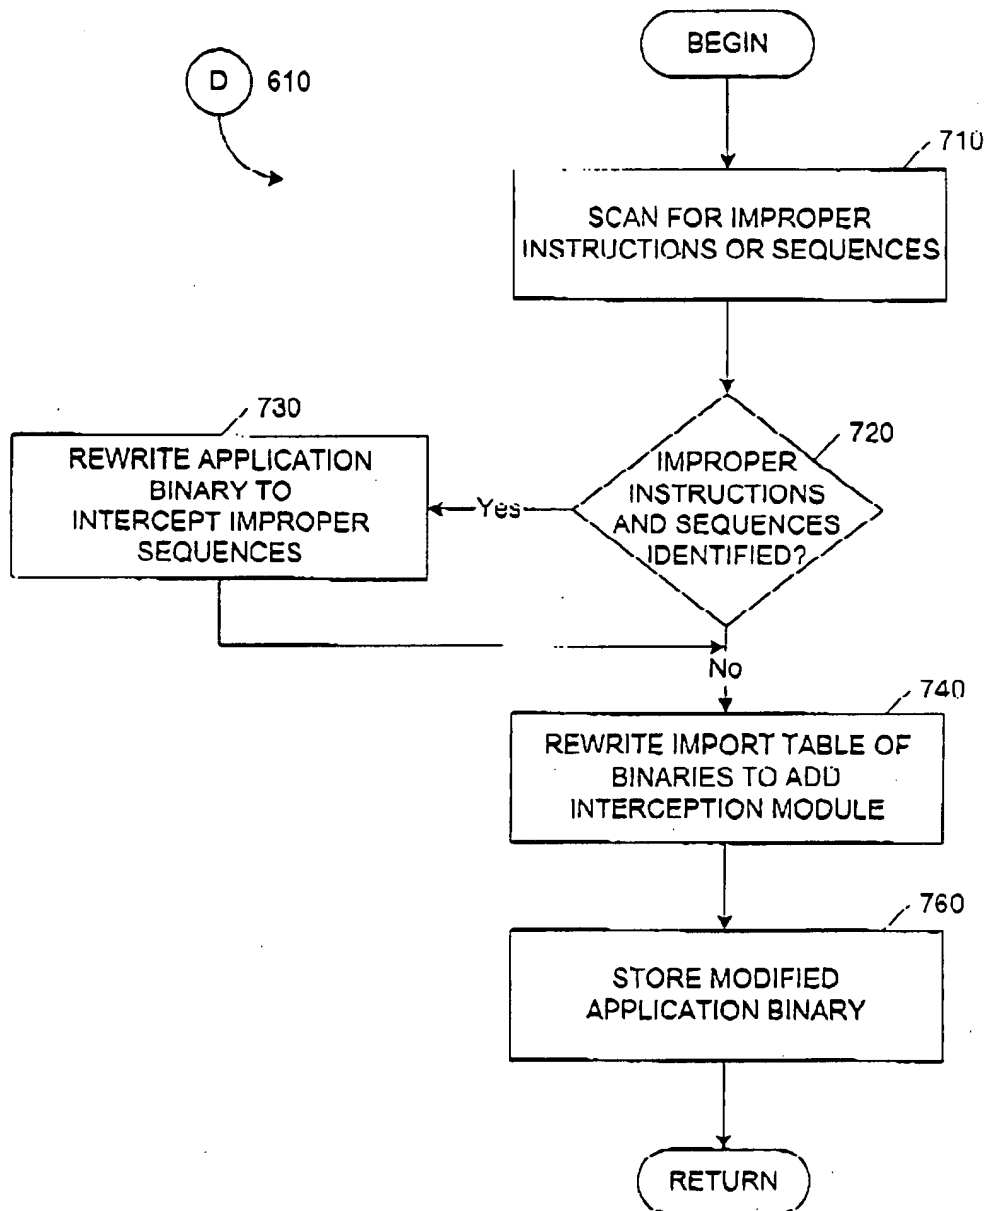 BEGIN
D 610
710
SCAN FOR IMPROPER
INSTRUCTIONS OR SEQUENCES
720
IMPROPER
INSTRUCTIONS
AND SEQUENCES
IDENTIFIED?
Yes
730
REWRITE APPLICATION
BINARY TO
INTERCEPT IMPROPER
SEQUENCES
No
740
REWRITE IMPORT TABLE OF
BINARIES TO ADD
INTERCEPTION MODULE
760
STORE MODIFIED
APPLICATION BINARY
RETURN